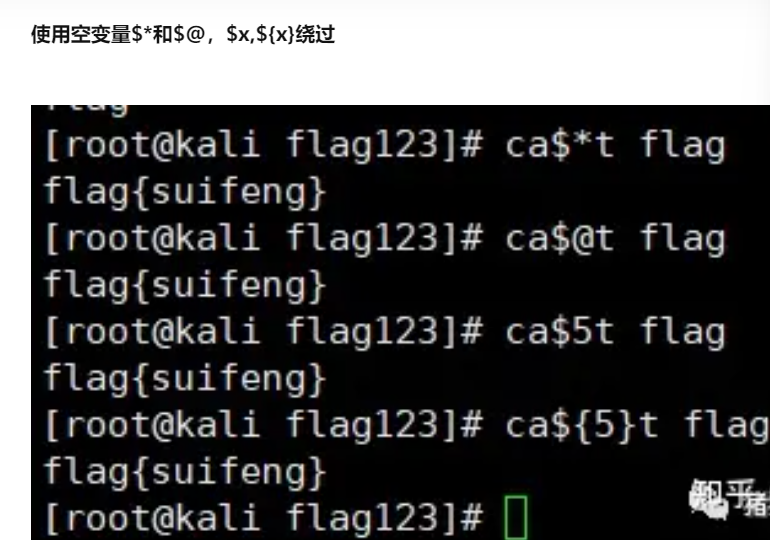 使用空变量$*和$@，$x,${x}绕过
[root@kali flag123]# ca$*t flag
flag{suifeng}
[root@kali flag123]# ca$@t flag
flag{suifeng}
[root@kali flag123]# ca$5t flag
flag{suifeng}
[root@kali flag123]# ca${5}t flag
flag{suifeng}
[root@kali flag123]#
知乎